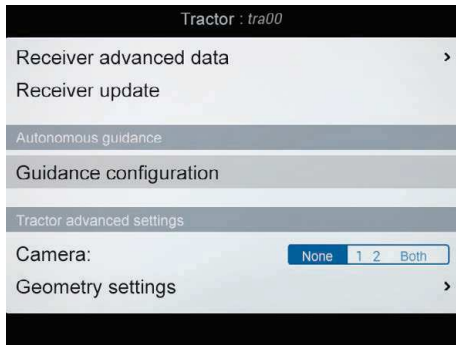 Tractor : tra00
Receiver advanced data
Receiver update
Autonomous guidance
Guidance configuration
Tractor advanced settings
Camera: None 1 2 Both
Geometry settings